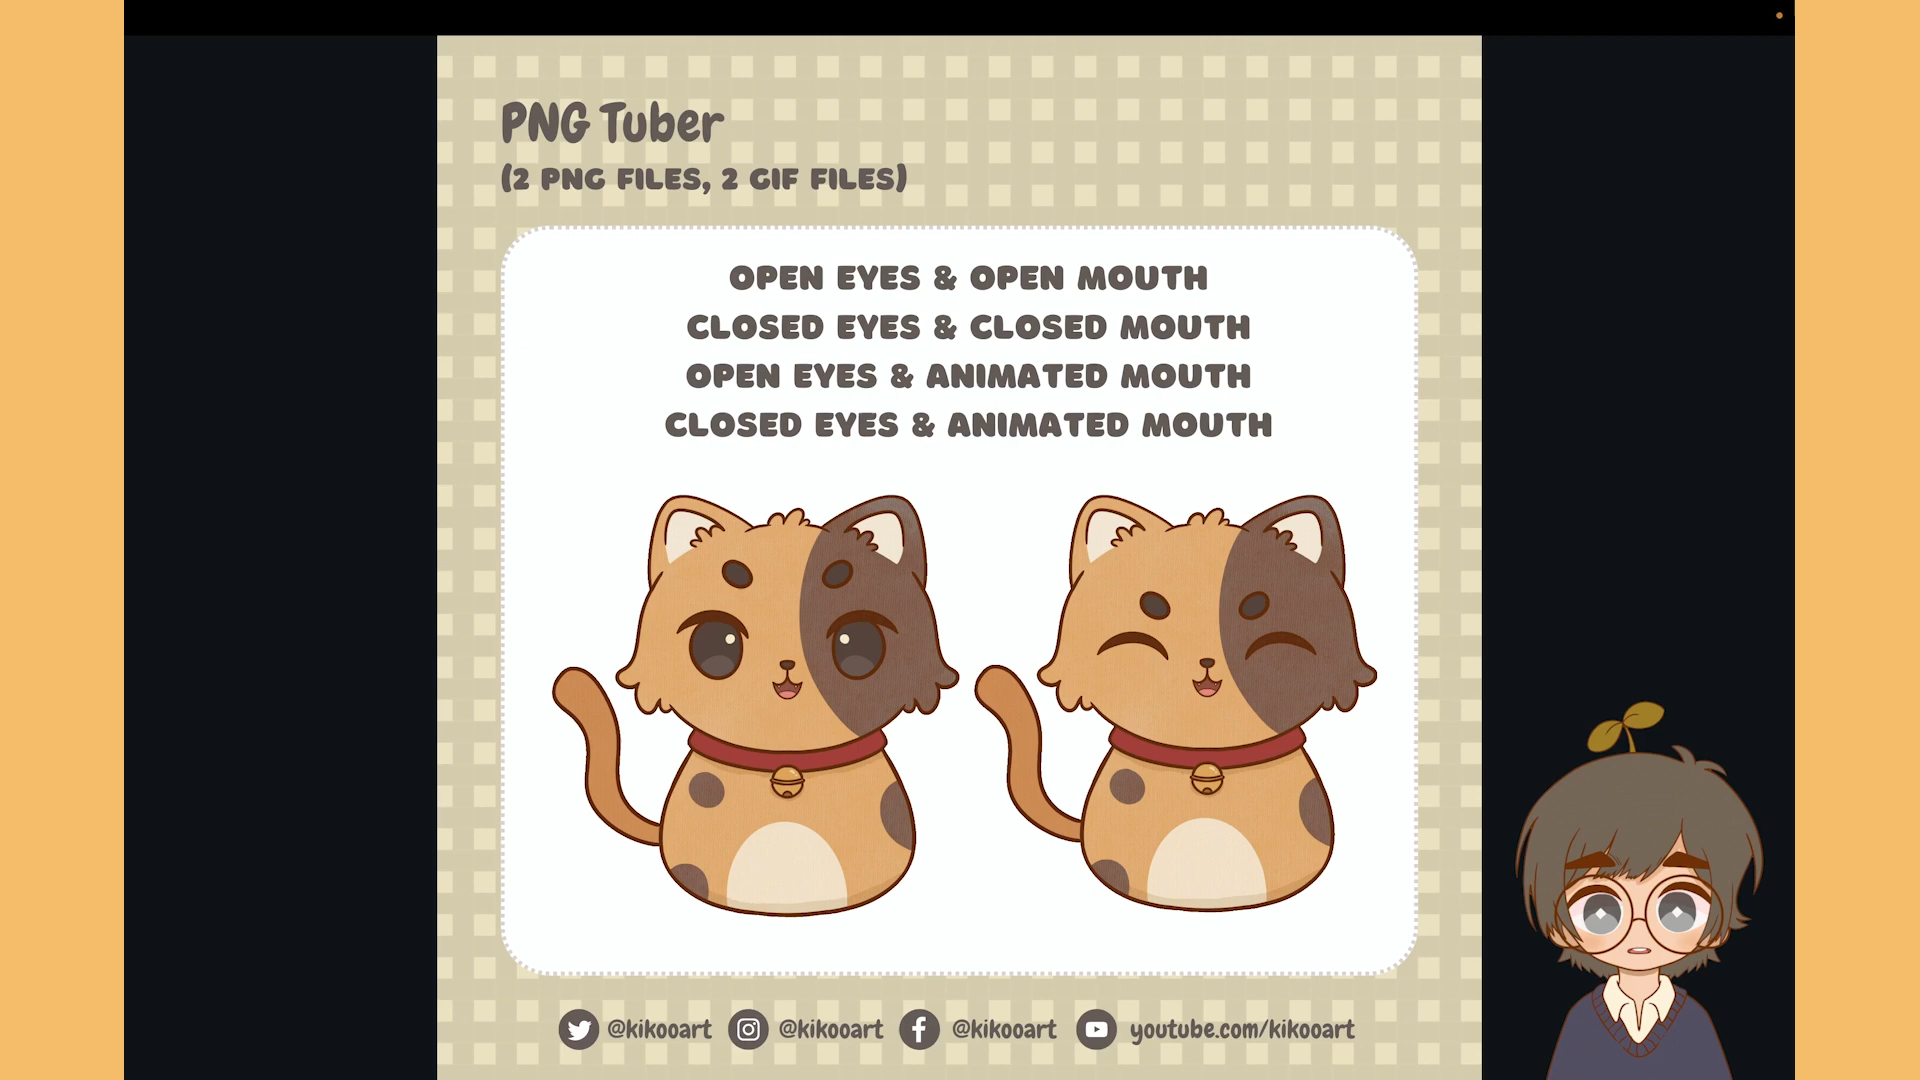 PNG Tuber
(2 PNG FILES, 2 GIF FILES)
OPEN EYES & OPEN MOUTH
CLOSED EYES & CLOSED MOUTH
OPEN EYES & ANIMATED MOUTH
CLOSED EYES & ANIMATED MOUTH
@kikooart @kikooart @kikooart youtube.com/kikooart